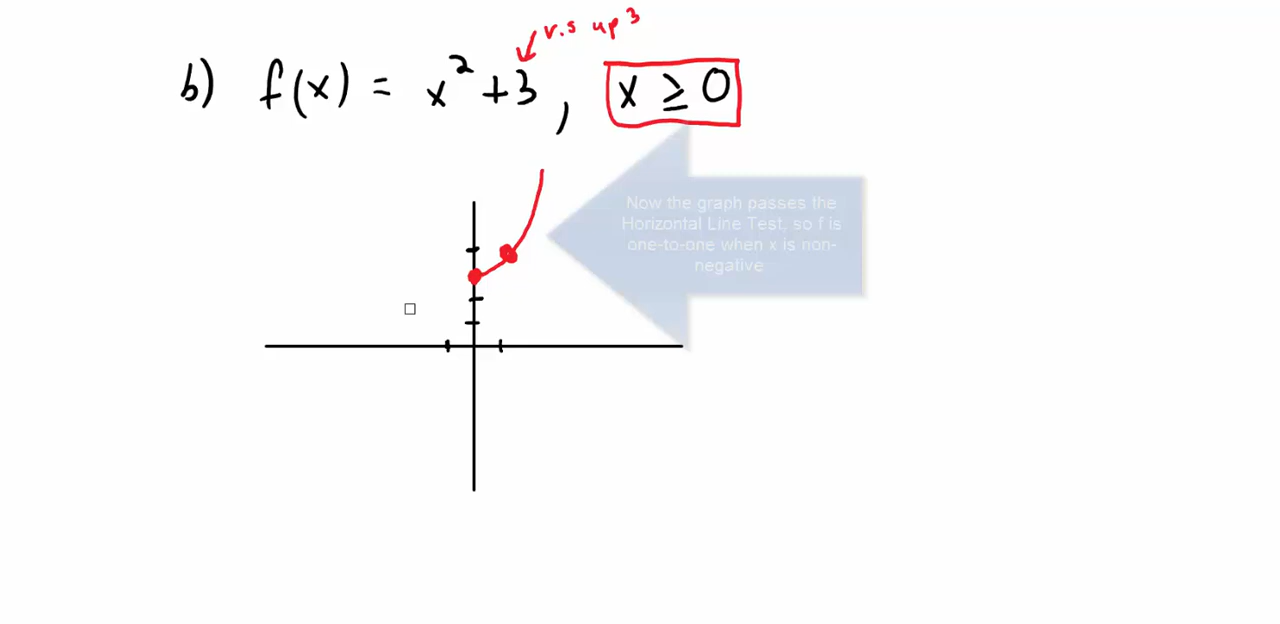 v.s up 3
b) f(x) = x² + 3, x ≥ 0
Now the graph passes the
Horizontal Line Test, so f is
one-to-one when x is non-
negative